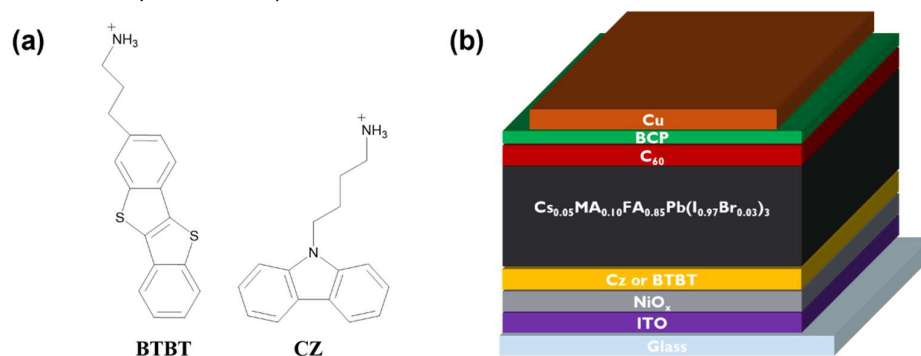 (a)
+
NH3
S
S
BTBT
+
NH3
N
CZ
(b)
Cu
BCP
C60
Cs0.05MA0.10FA0.85Pb(I0.97Br0.03)3
Cz or BTBT
NiOx
ITO
Glass